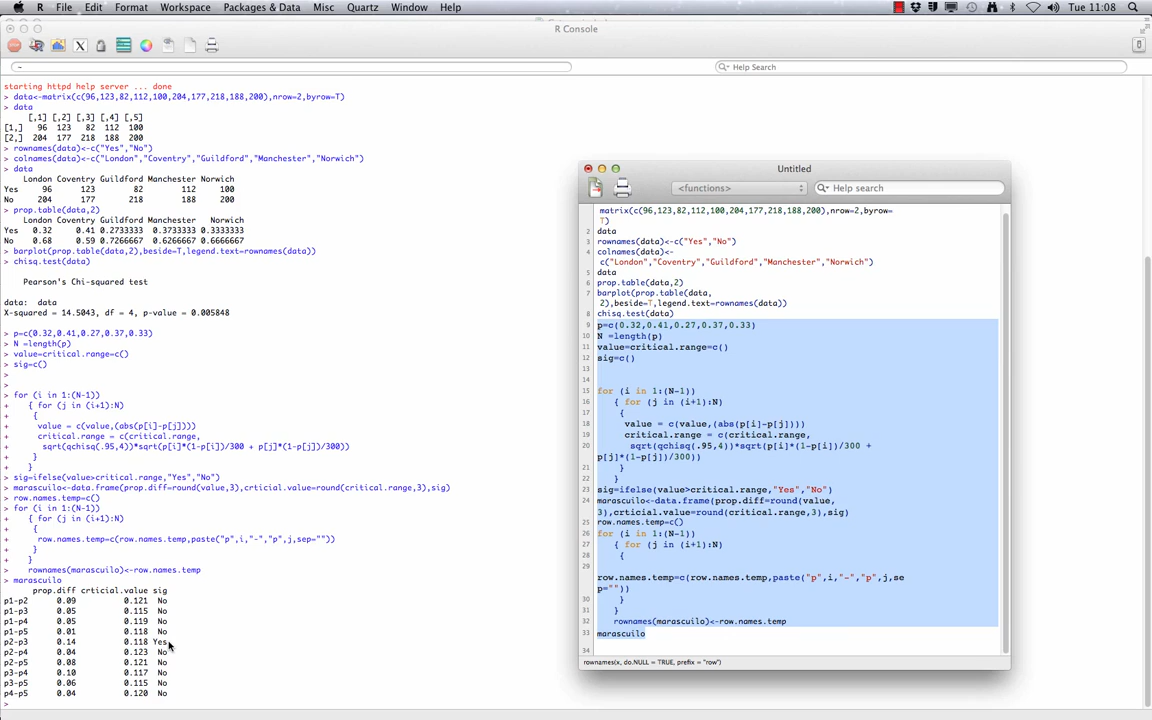 R File Edit Format Workspace Packages & Data Misc Quartz Window Help Tue 11:08
R Console
~ Help Search
starting httpd help server ... done
> data<-matrix(c(96,123,82,112,100,204,177,218,188,200),nrow=2,byrow=T)
> data
[,1] [,2] [,3] [,4] [,5]
[1,] 96 123 82 112 100
[2,] 204 177 218 188 200
> rownames(data)<-c("Yes","No")
> colnames(data)<-c("London","Coventry","Guildford","Manchester","Norwich")
> data
London Coventry Guildford Manchester Norwich
Yes 96 123 82 112 100
No 204 177 218 188 200
> prop.table(data,2)
London Coventry Guildford Manchester Norwich
Yes 0.32 0.41 0.2733333 0.3733333 0.3333333
No 0.68 0.59 0.7266667 0.6266667 0.6666667
> barplot(prop.table(data,2),beside=T,legend.text=rownames(data))
> chisq.test(data)
Pearson's Chi-squared test
data: data
X-squared = 14.5043, df = 4, p-value = 0.005848
> p=c(0.32,0.41,0.27,0.37,0.33)
> N =length(p)
> value=critical.range=c()
> sig=c()
>
>
> for (i in 1:(N-1))
+ { for (j in (i+1):N)
+ {
+ value = c(value,(abs(p[i]-p[j])))
+ critical.range = c(critical.range,
+ sqrt(qchisq(.95,4))*sqrt(p[i]*(1-p[i])/300 + p[j]*(1-p[j])/300))
+ }
+ }
> sig=ifelse(value>critical.range,"Yes","No")
> marascuilo<-data.frame(prop.diff=round(value,3),crticial.value=round(critical.range,3),sig)
> row.names.temp=c()
> for (i in 1:(N-1))
+ { for (j in (i+1):N)
+ {
+ row.names.temp=c(row.names.temp,paste("p",i,"-","p",j,sep=""))
+ }
+ }
> rownames(marascuilo)<-row.names.temp
> marascuilo
prop.diff crticial.value sig
p1-p2 0.09 0.121 No
p1-p3 0.05 0.115 No
p1-p4 0.05 0.119 No
p1-p5 0.01 0.118 No
p2-p3 0.14 0.118 Yes
p2-p4 0.04 0.123 No
p2-p5 0.08 0.121 No
p3-p4 0.10 0.117 No
p3-p5 0.06 0.115 No
p4-p5 0.04 0.120 No
>
Untitled
<functions> Help search
matrix(c(96,123,82,112,100,204,177,218,188,200),nrow=2,byrow=
T)
2 data
3 rownames(data)<-c("Yes","No")
4 colnames(data)<-
c("London","Coventry","Guildford","Manchester","Norwich")
5 data
6 prop.table(data,2)
7 barplot(prop.table(data,
2),beside=T,legend.text=rownames(data))
8 chisq.test(data)
9 p=c(0.32,0.41,0.27,0.37,0.33)
10 N =length(p)
11 value=critical.range=c()
12 sig=c()
13
14
15 for (i in 1:(N-1))
16 { for (j in (i+1):N)
17 {
18 value = c(value,(abs(p[i]-p[j])))
19 critical.range = c(critical.range,
20 sqrt(qchisq(.95,4))*sqrt(p[i]*(1-p[i])/300 +
p[j]*(1-p[j])/300))
21 }
22 }
23 sig=ifelse(value>critical.range,"Yes","No")
24 marascuilo<-data.frame(prop.diff=round(value,
3),crticial.value=round(critical.range,3),sig)
25 row.names.temp=c()
26 for (i in 1:(N-1))
27 { for (j in (i+1):N)
28 {
29
row.names.temp=c(row.names.temp,paste("p",i,"-","p",j,se
p=""))
30 }
31 }
32 rownames(marascuilo)<-row.names.temp
33 marascuilo
34
rownames(x, do.NULL = TRUE, prefix = "row")